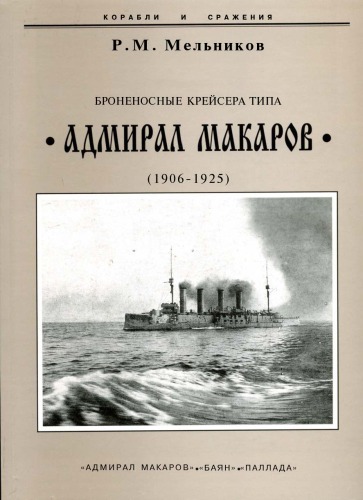 КОРАБЛИ И СРАЖЕНИЯ
Р.М. Мельников
БРОНЕНОСНЫЕ КРЕЙСЕРА ТИПА
• АДМИРАЛ МАКАРОВ •
(1906-1925)
"АДМИРАЛ МАКАРОВ"•"БАЯН"•"ПАЛЛАДА"